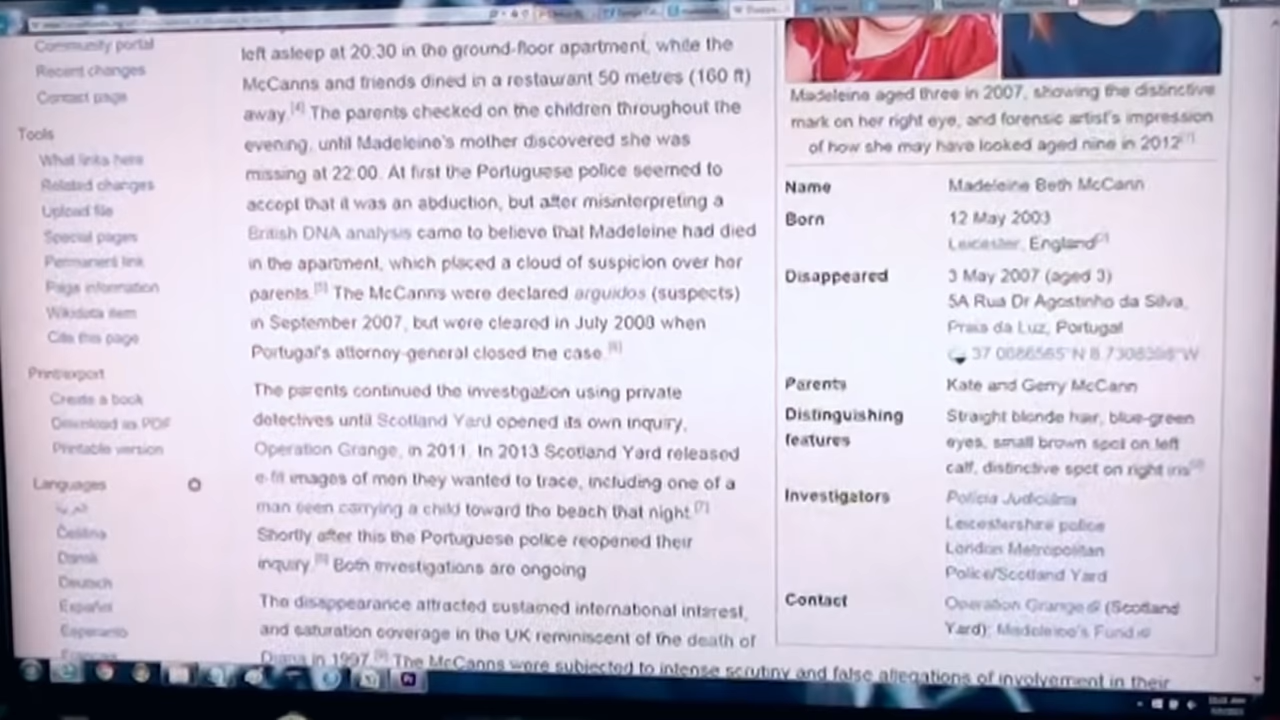 Community portal
Recent changes
Contact page
Tools
What links here
Related changes
Upload file
Special pages
Permanent link
Page information
Wikidata item
Cite this page
Print/export
Create a book
Download as PDF
Printable version
Languages
Čeština
Dansk
Deutsch
Español
Esperanto
Français
left asleep at 20:30 in the ground-floor apartment, while the
McCanns and friends dined in a restaurant 50 metres (160 ft)
away.[4] The parents checked on the children throughout the
evening, until Madeleine's mother discovered she was
missing at 22:00. At first the Portuguese police seemed to
accept that it was an abduction, but after misinterpreting a
British DNA analysis came to believe that Madeleine had died
in the apartment, which placed a cloud of suspicion over her
parents.[5] The McCanns were declared arguidos (suspects)
in September 2007, but were cleared in July 2008 when
Portugal's attorney-general closed the case.[6]
The parents continued the investigation using private
detectives until Scotland Yard opened its own inquiry,
Operation Grange, in 2011. In 2013 Scotland Yard released
e-fit images of men they wanted to trace, including one of a
man seen carrying a child toward the beach that night.[7]
Shortly after this the Portuguese police reopened their
inquiry.[8] Both investigations are ongoing
The disappearance attracted sustained international interest,
and saturation coverage in the UK reminiscent of the death of
Diana in 1997.[9] The McCanns were subjected to intense scrutiny and false allegations of involvement in their
Madeleine aged three in 2007, showing the distinctive
mark on her right eye, and forensic artist's impression
of how she may have looked aged nine in 2012[1]
Name Madeleine Beth McCann
Born 12 May 2003
Leicester, England[2]
Disappeared 3 May 2007 (aged 3)
5A Rua Dr Agostinho da Silva,
Praia da Luz, Portugal
Parents Kate and Gerry McCann
Distinguishing features Straight blonde hair, blue-green
eyes, small brown spot on left
calf, distinctive spot on right iris[3]
Investigators Polícia Judiciária
Leicestershire police
London Metropolitan
Police/Scotland Yard
Contact Operation Grange (Scotland
Yard); Madeleine's Fund